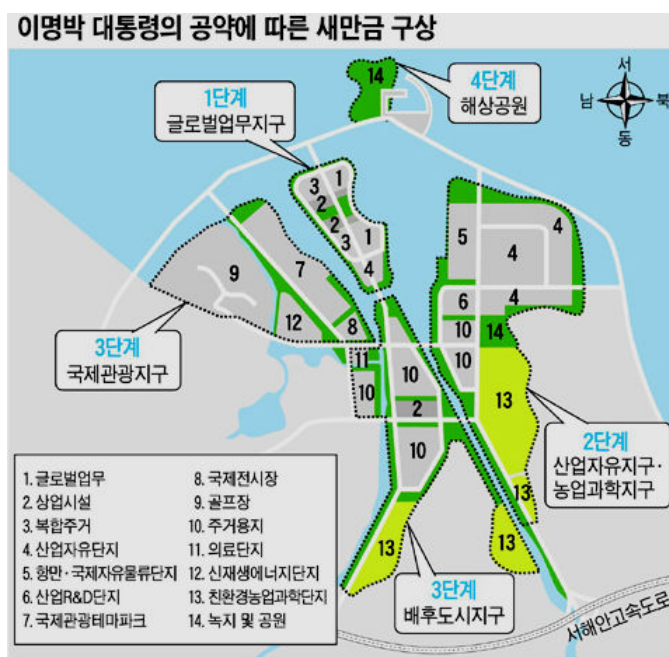 이명박 대통령의 공약에 따른 새만금 구상
14
4단계
해상공원
서
남 북
동
1단계
글로벌업무지구
3
1
2
2
3
1
4
5
4
4
4
9
7
12
8
6
10
14
10
3단계
국제관광지구
11
10
10
2
10
13
2단계
산업자유지구·
농업과학지구
13
13
13
3단계
배후도시지구
서해안고속도로
1. 글로벌업무
2. 상업시설
3. 복합주거
4. 산업자유단지
5. 항만·국제자유물류단지
6. 산업R&D단지
7. 국제관광테마파크
8. 국제전시장
9. 골프장
10. 주거용지
11. 의료단지
12. 신재생에너지단지
13. 친환경농업과학단지
14. 녹지 및 공원